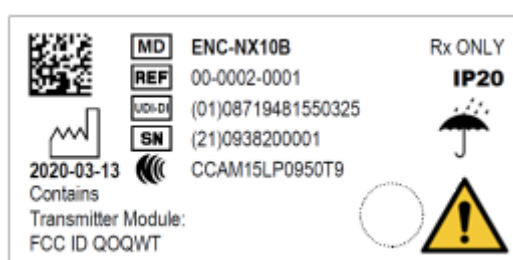 MD ENC-NX10B Rx ONLY
REF 00-0002-0001 IP20
UDI-DI (01)08719481550325
SN (21)0938200001
2020-03-13 CCAM15LP0950T9
Contains
Transmitter Module:
FCC ID QOQWT